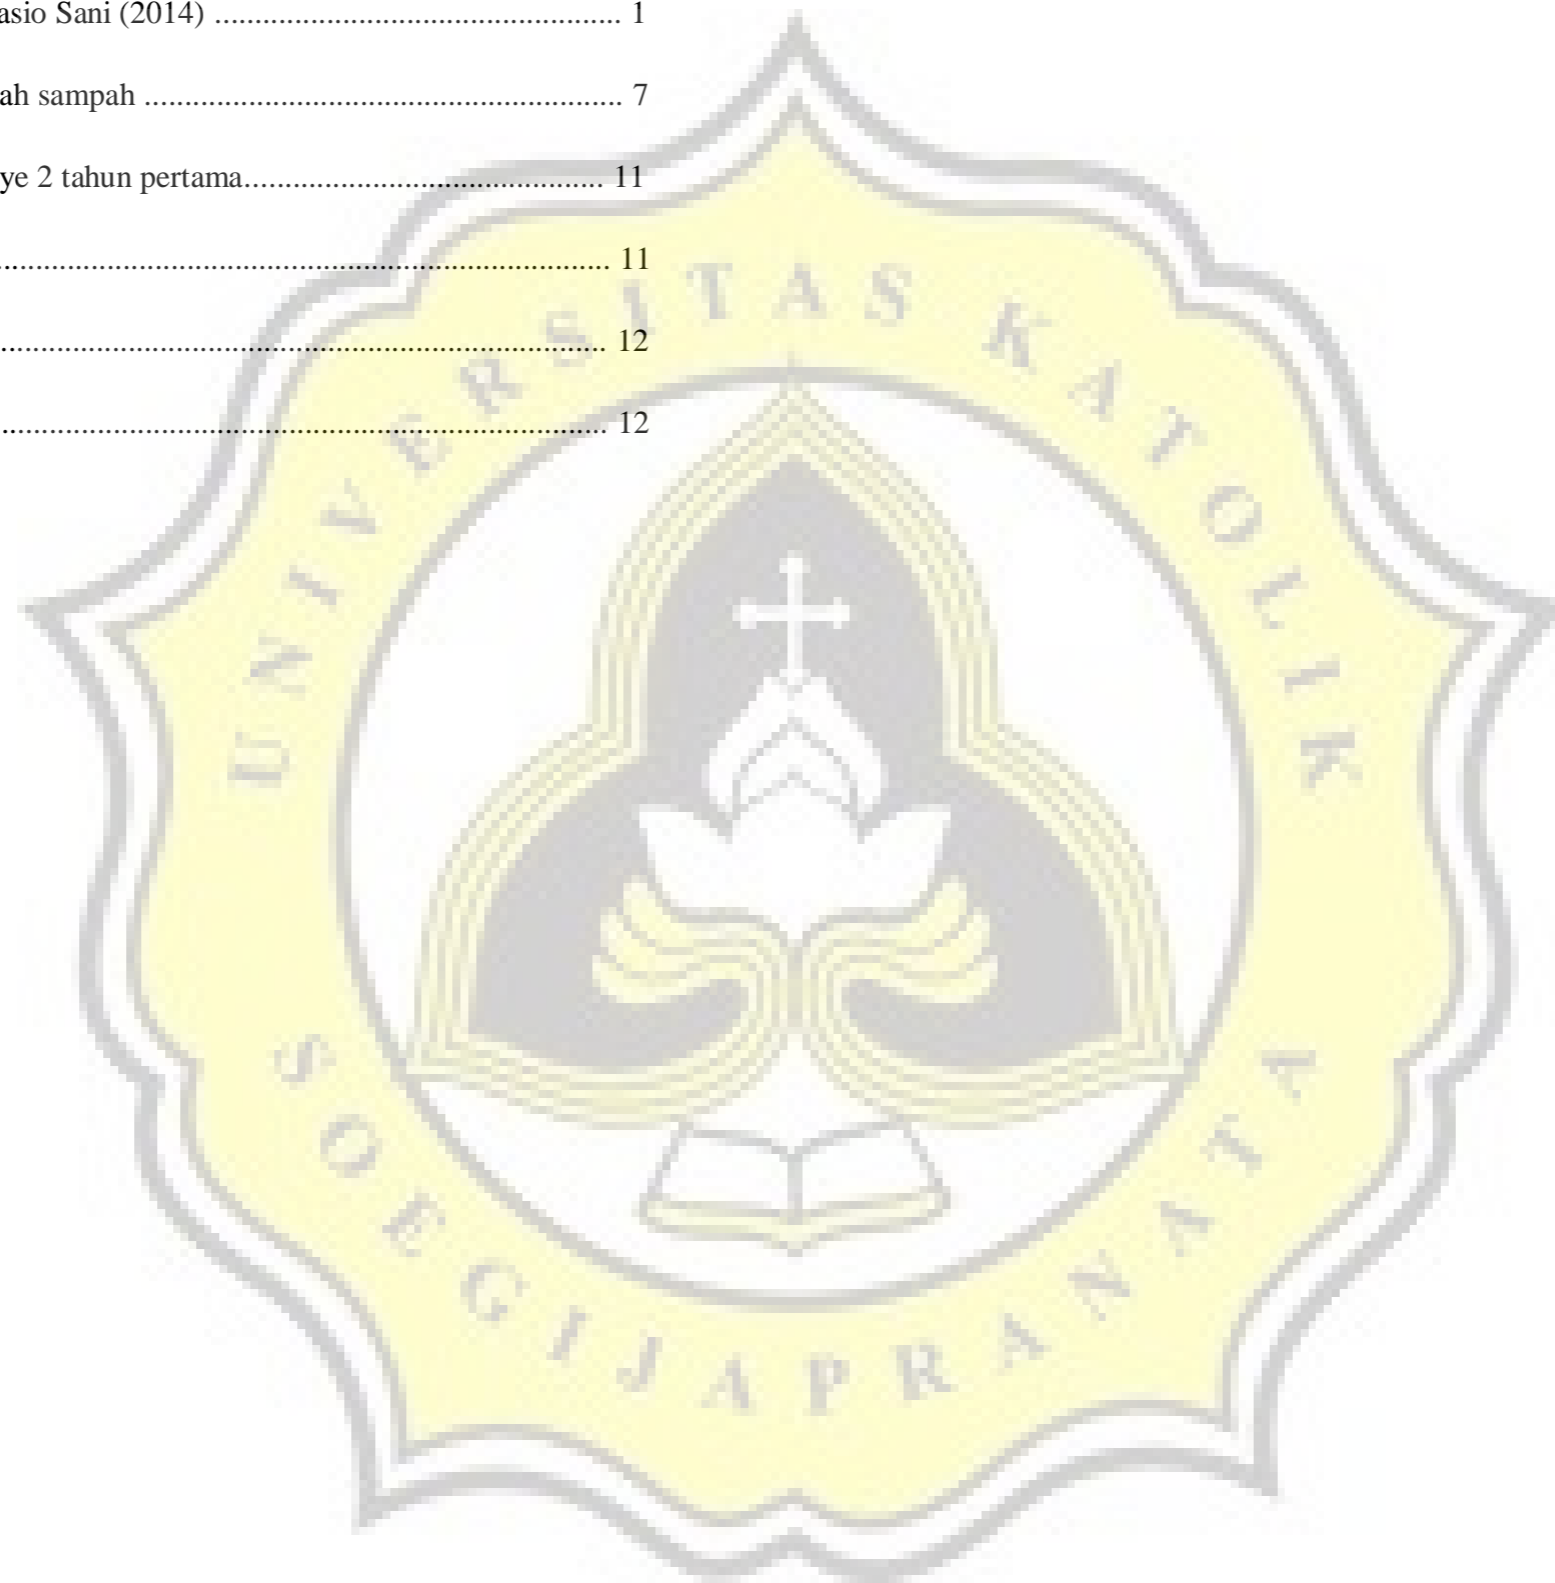 asio Sani (2014) .................................................. 1
ah sampah ........................................................... 7
ye 2 tahun pertama............................................ 11
........................................................................... 11
........................................................................... 12
........................................................................... 12
UNIVERSITAS KATOLIK
SOEGIJAPRANATA